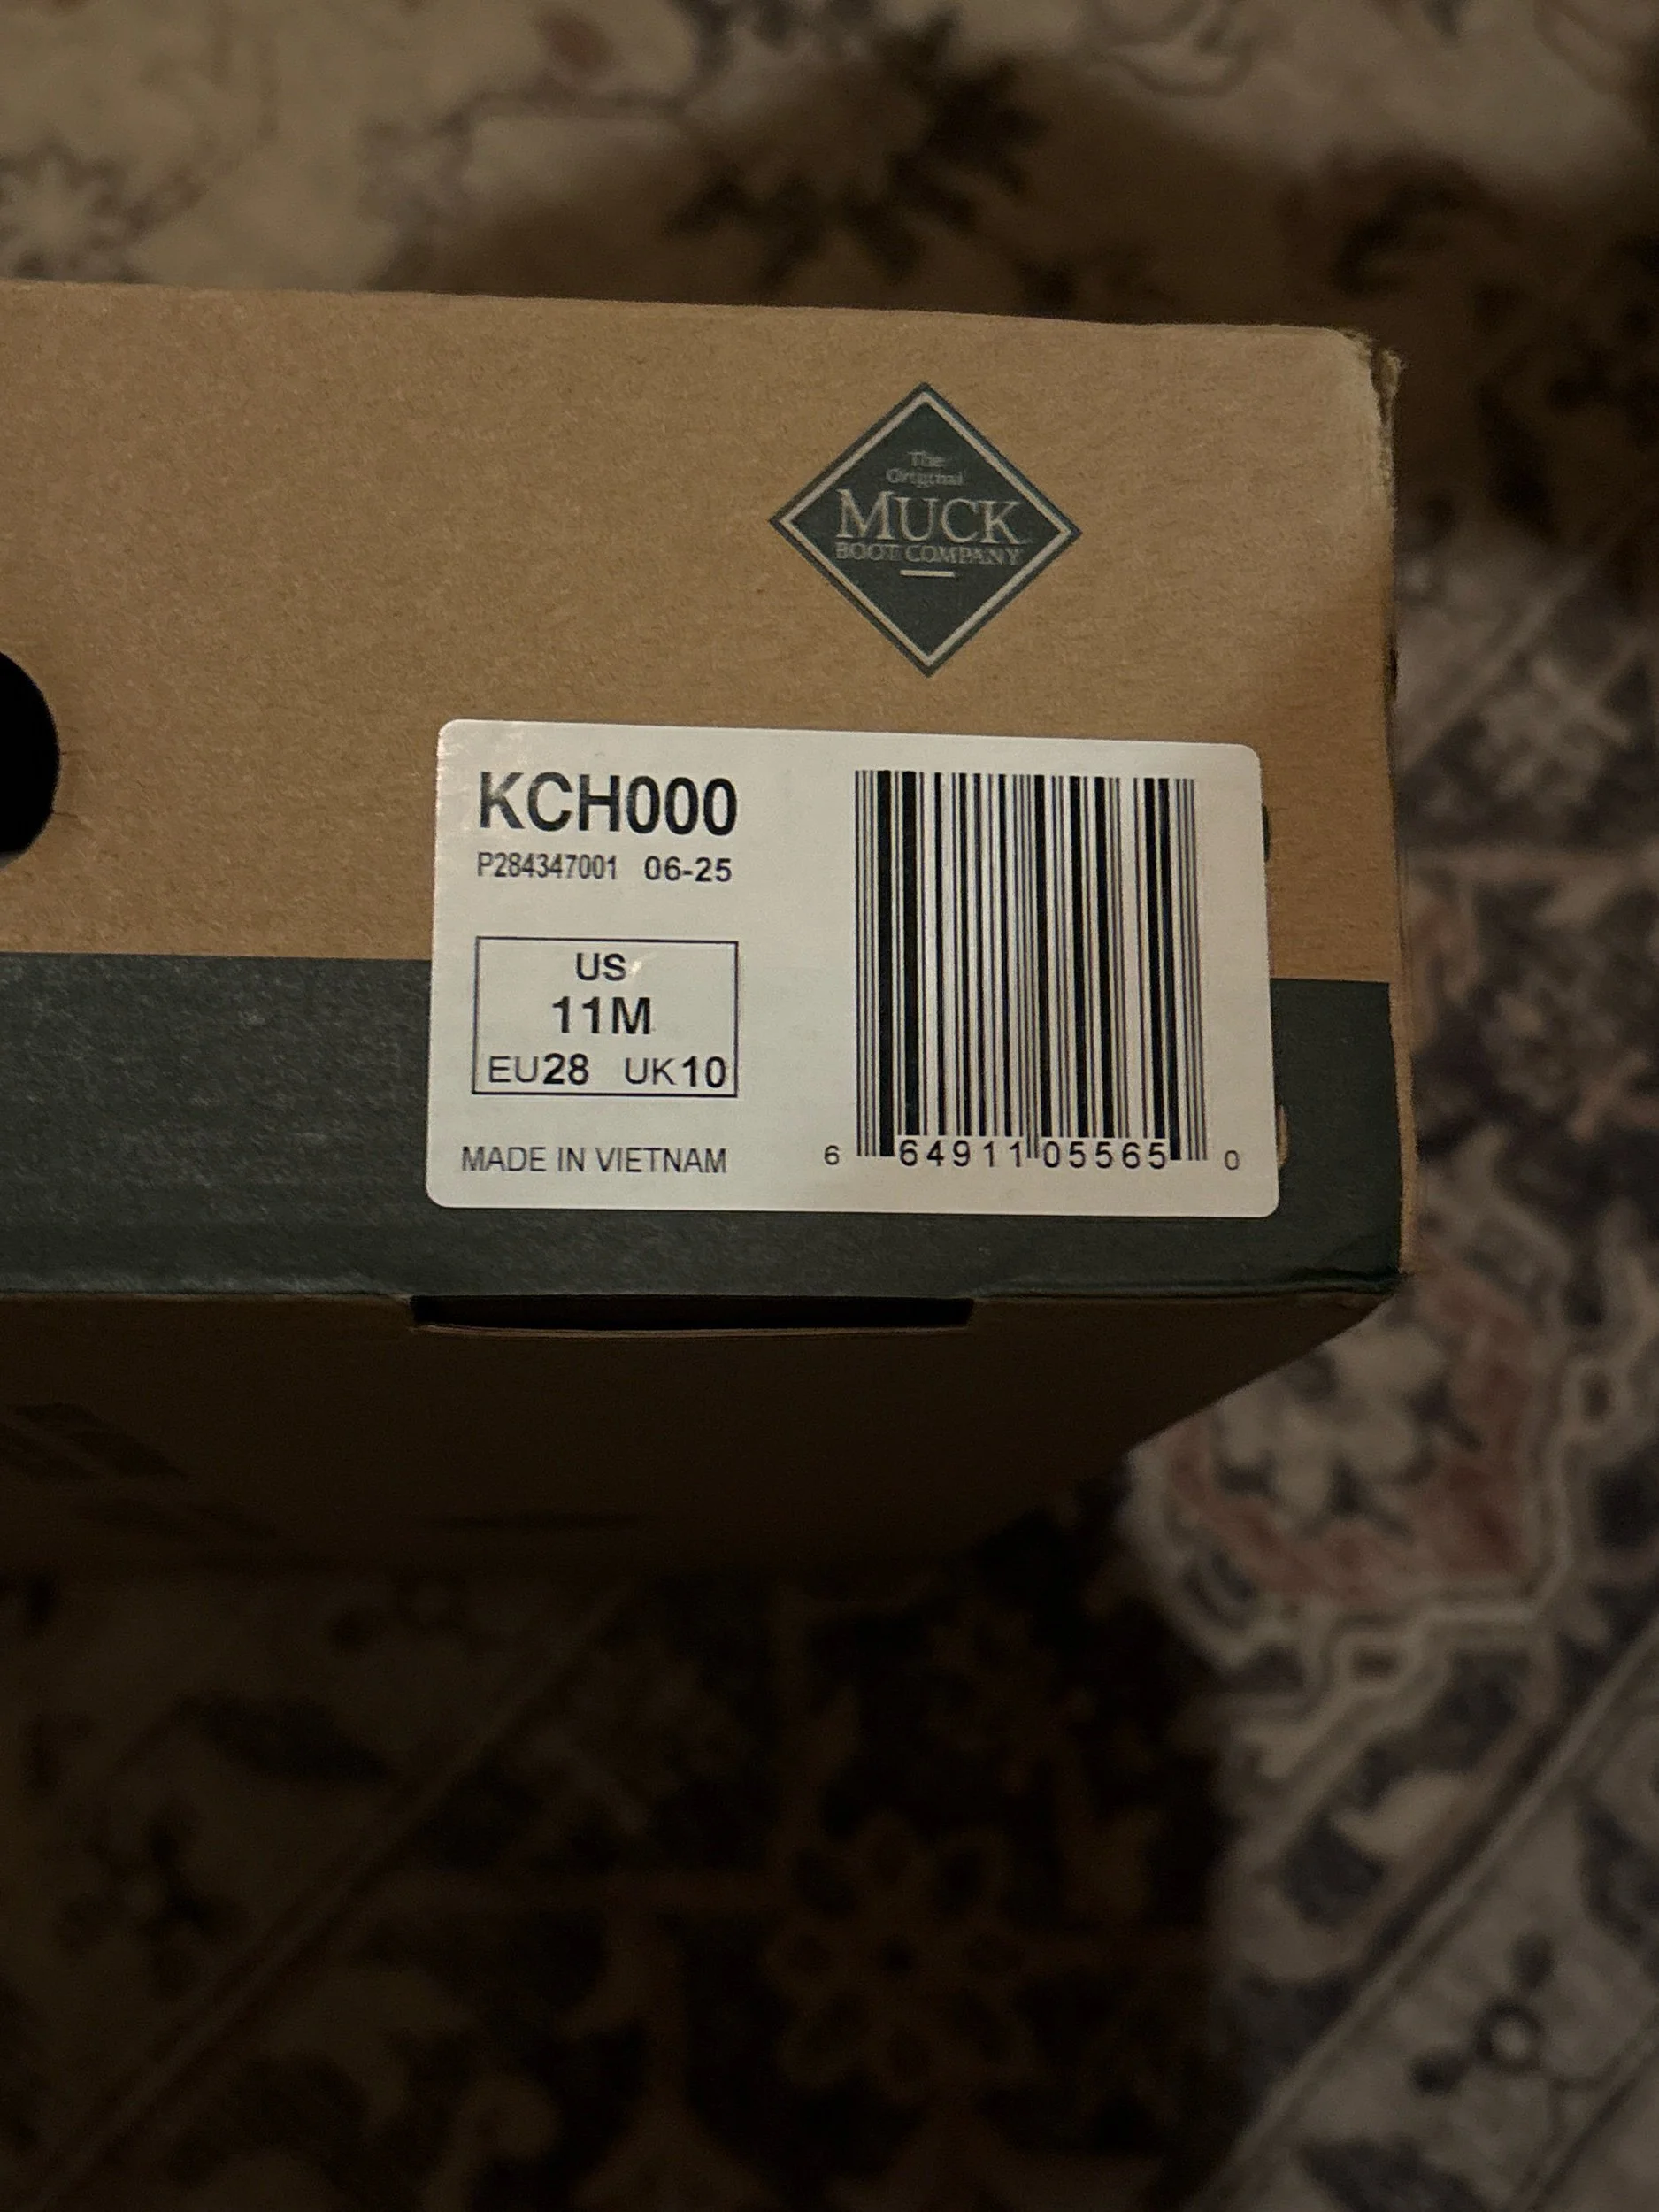 The
Original
MUCK
BOOT COMPANY
KCH000
P284347001 06-25
US
11M
EU28 UK10
MADE IN VIETNAM
6 64911 05565 0